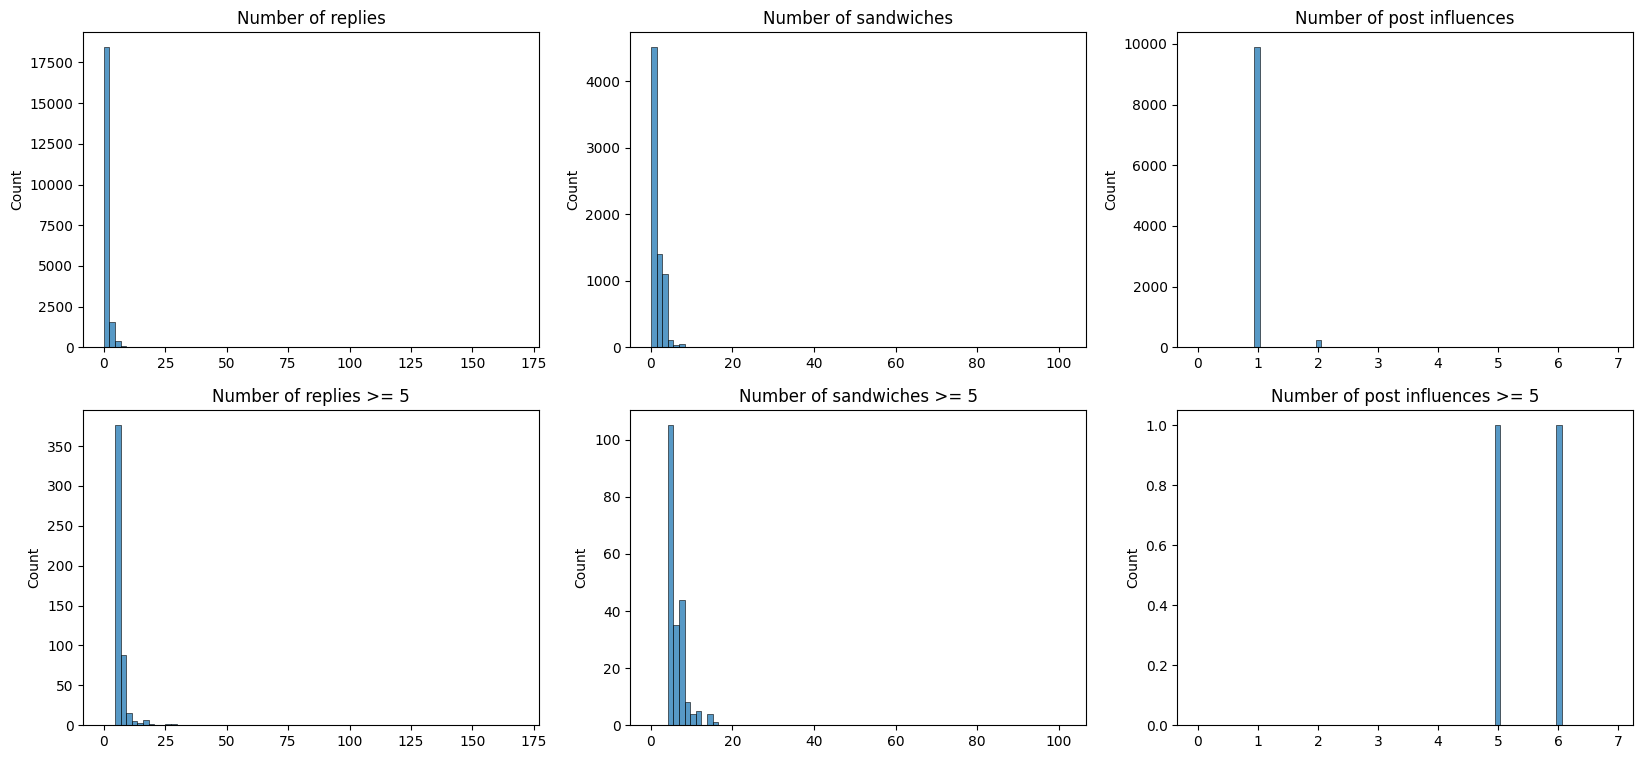 Number of replies
Count
17500
15000
12500
10000
7500
5000
2500
0
0 25 50 75 100 125 150 175
Number of sandwiches
Count
4000
3000
2000
1000
0
0 20 40 60 80 100
Number of post influences
Count
10000
8000
6000
4000
2000
0
0 1 2 3 4 5 6 7
Number of replies >= 5
Count
350
300
250
200
150
100
50
0
0 25 50 75 100 125 150 175
Number of sandwiches >= 5
Count
100
80
60
40
20
0
0 20 40 60 80 100
Number of post influences >= 5
Count
1.0
0.8
0.6
0.4
0.2
0.0
0 1 2 3 4 5 6 7